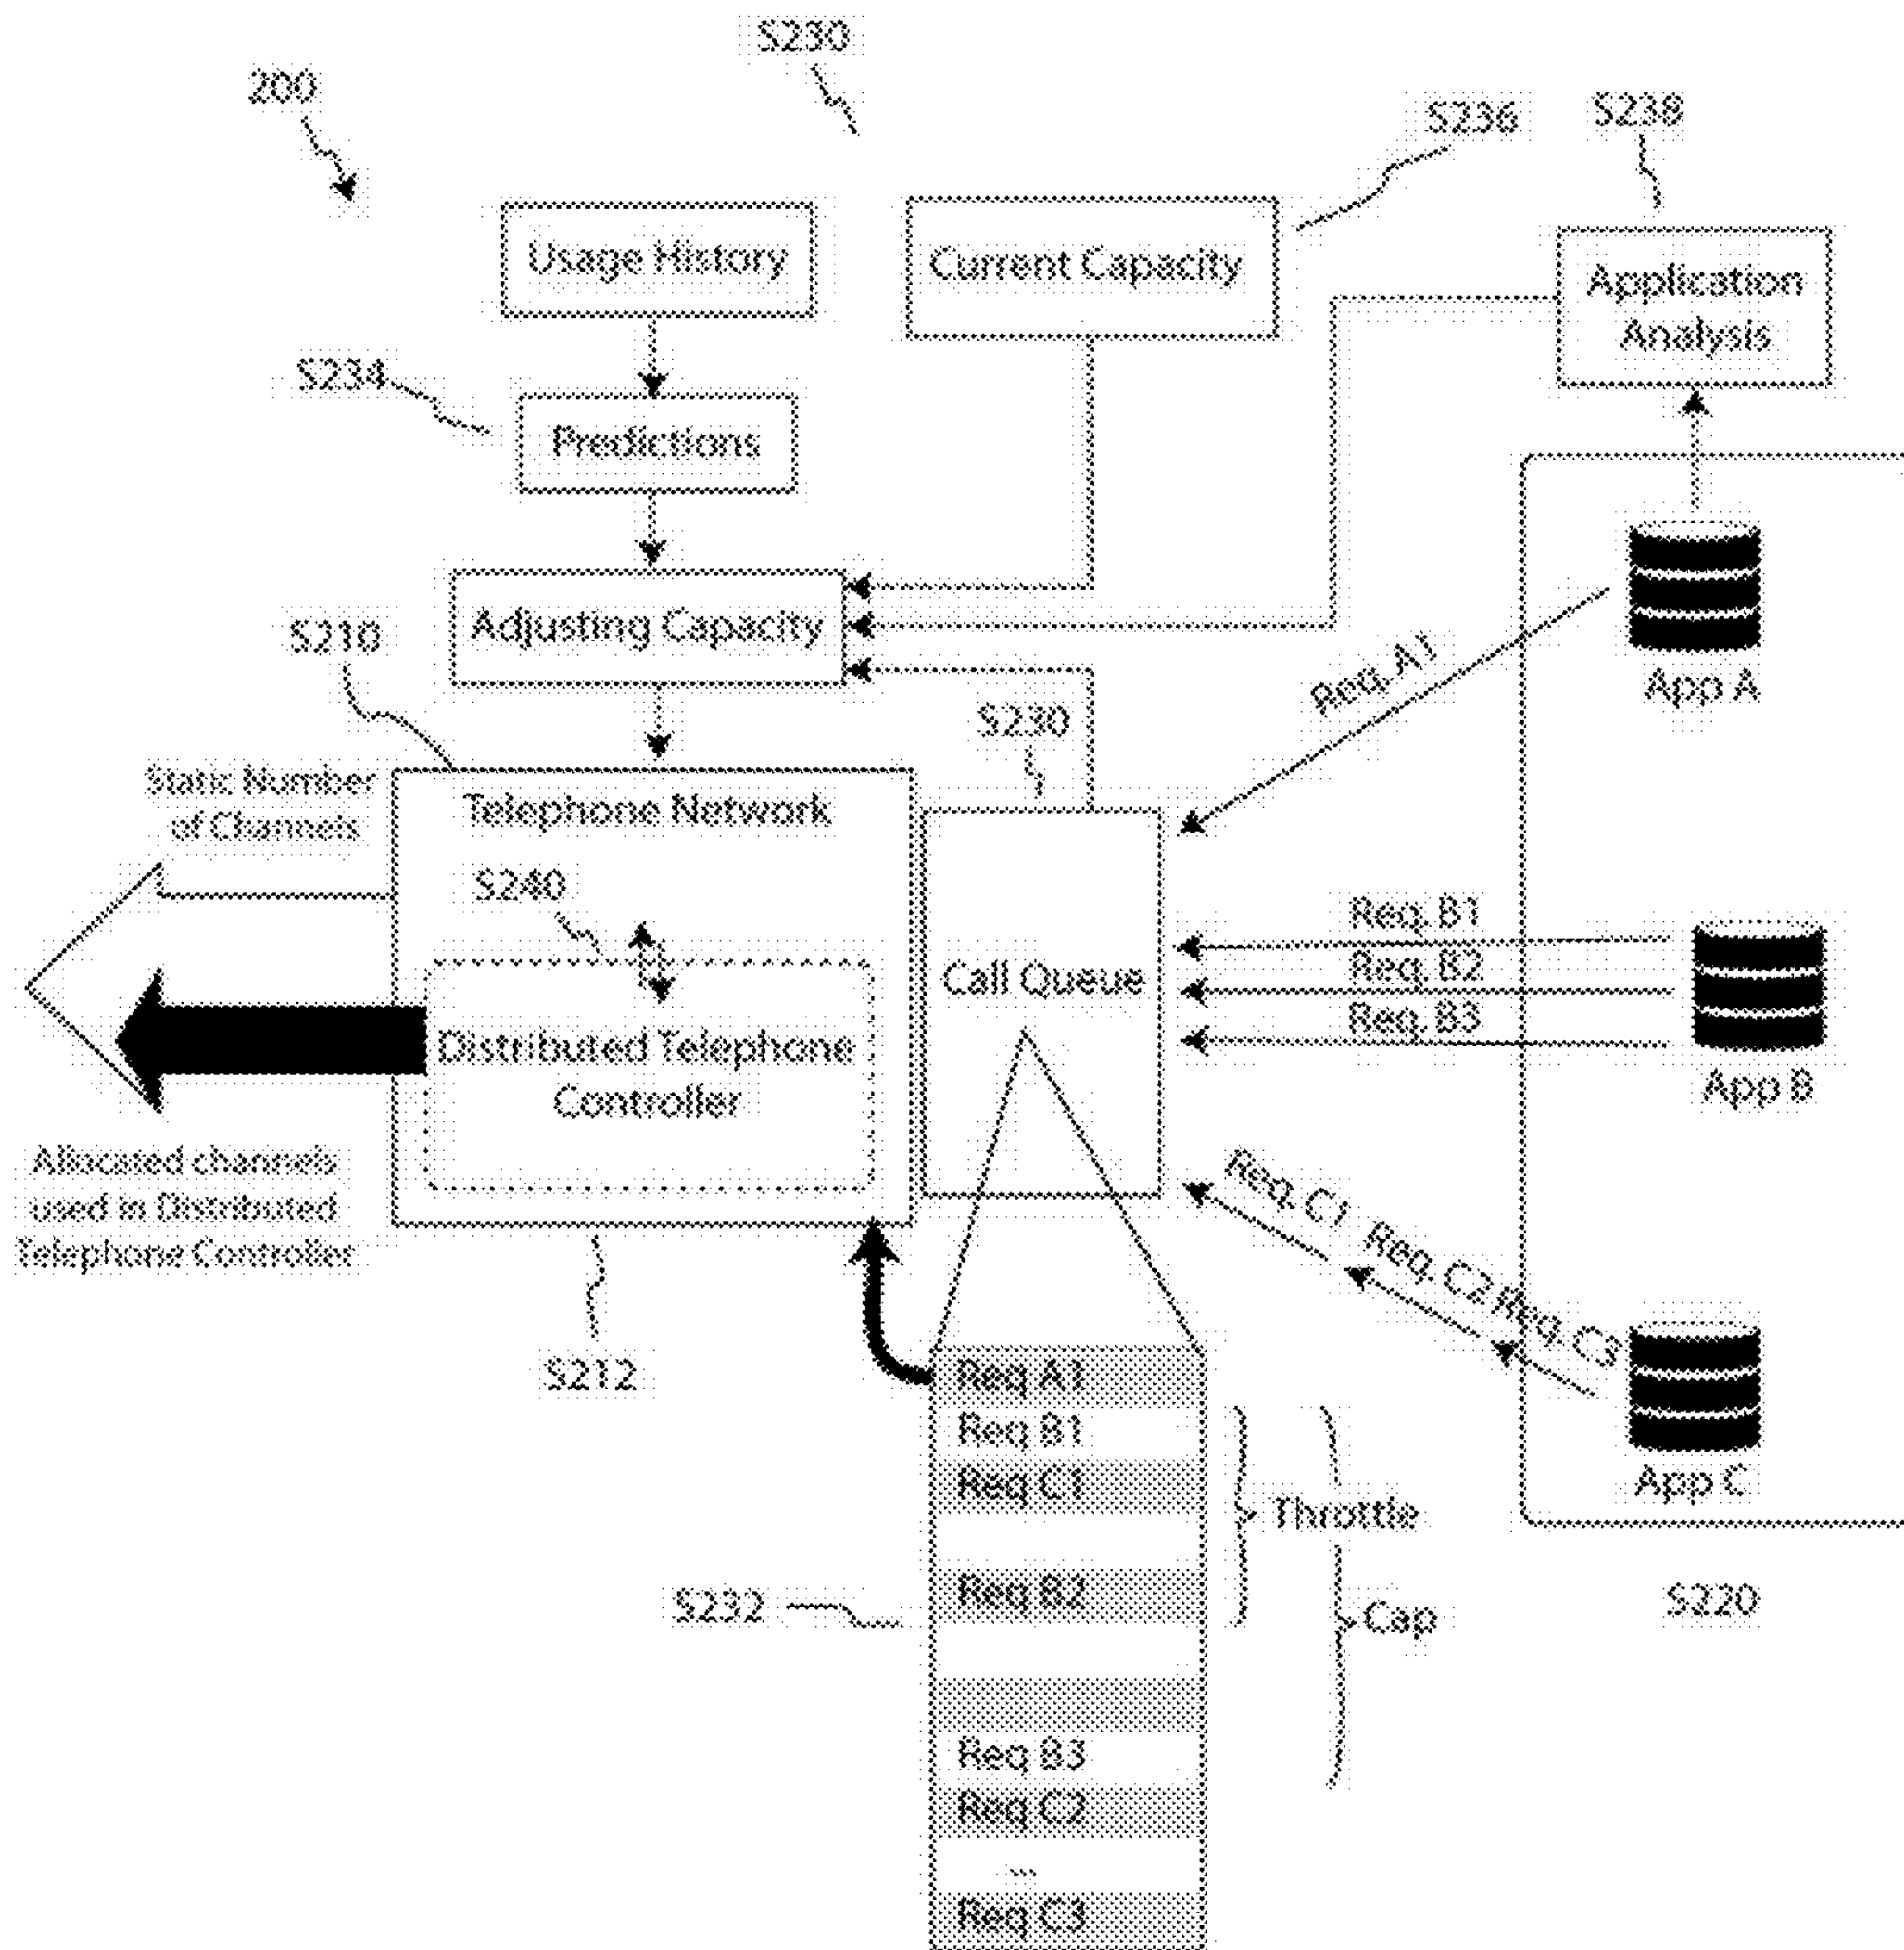 S230
200
S236
S238
Usage History
Current Capacity
Application
Analysis
S234
Predictions
Adjusting Capacity
S210
Req. A1
App A
S230
Static Number
of Channels
Telephone Network
S240
Call Queue
Req. B1
Req. B2
Req. B3
App B
Distributed Telephone
Controller
Allocated channels
used in Distributed
Telephone Controller
Req. C1
Req. C2
Req. C3
App C
S212
Req A1
Req B1
Req C1
Throttle
Req B2
S232
Cap
S220
Req B3
Req C2
...
Req C3